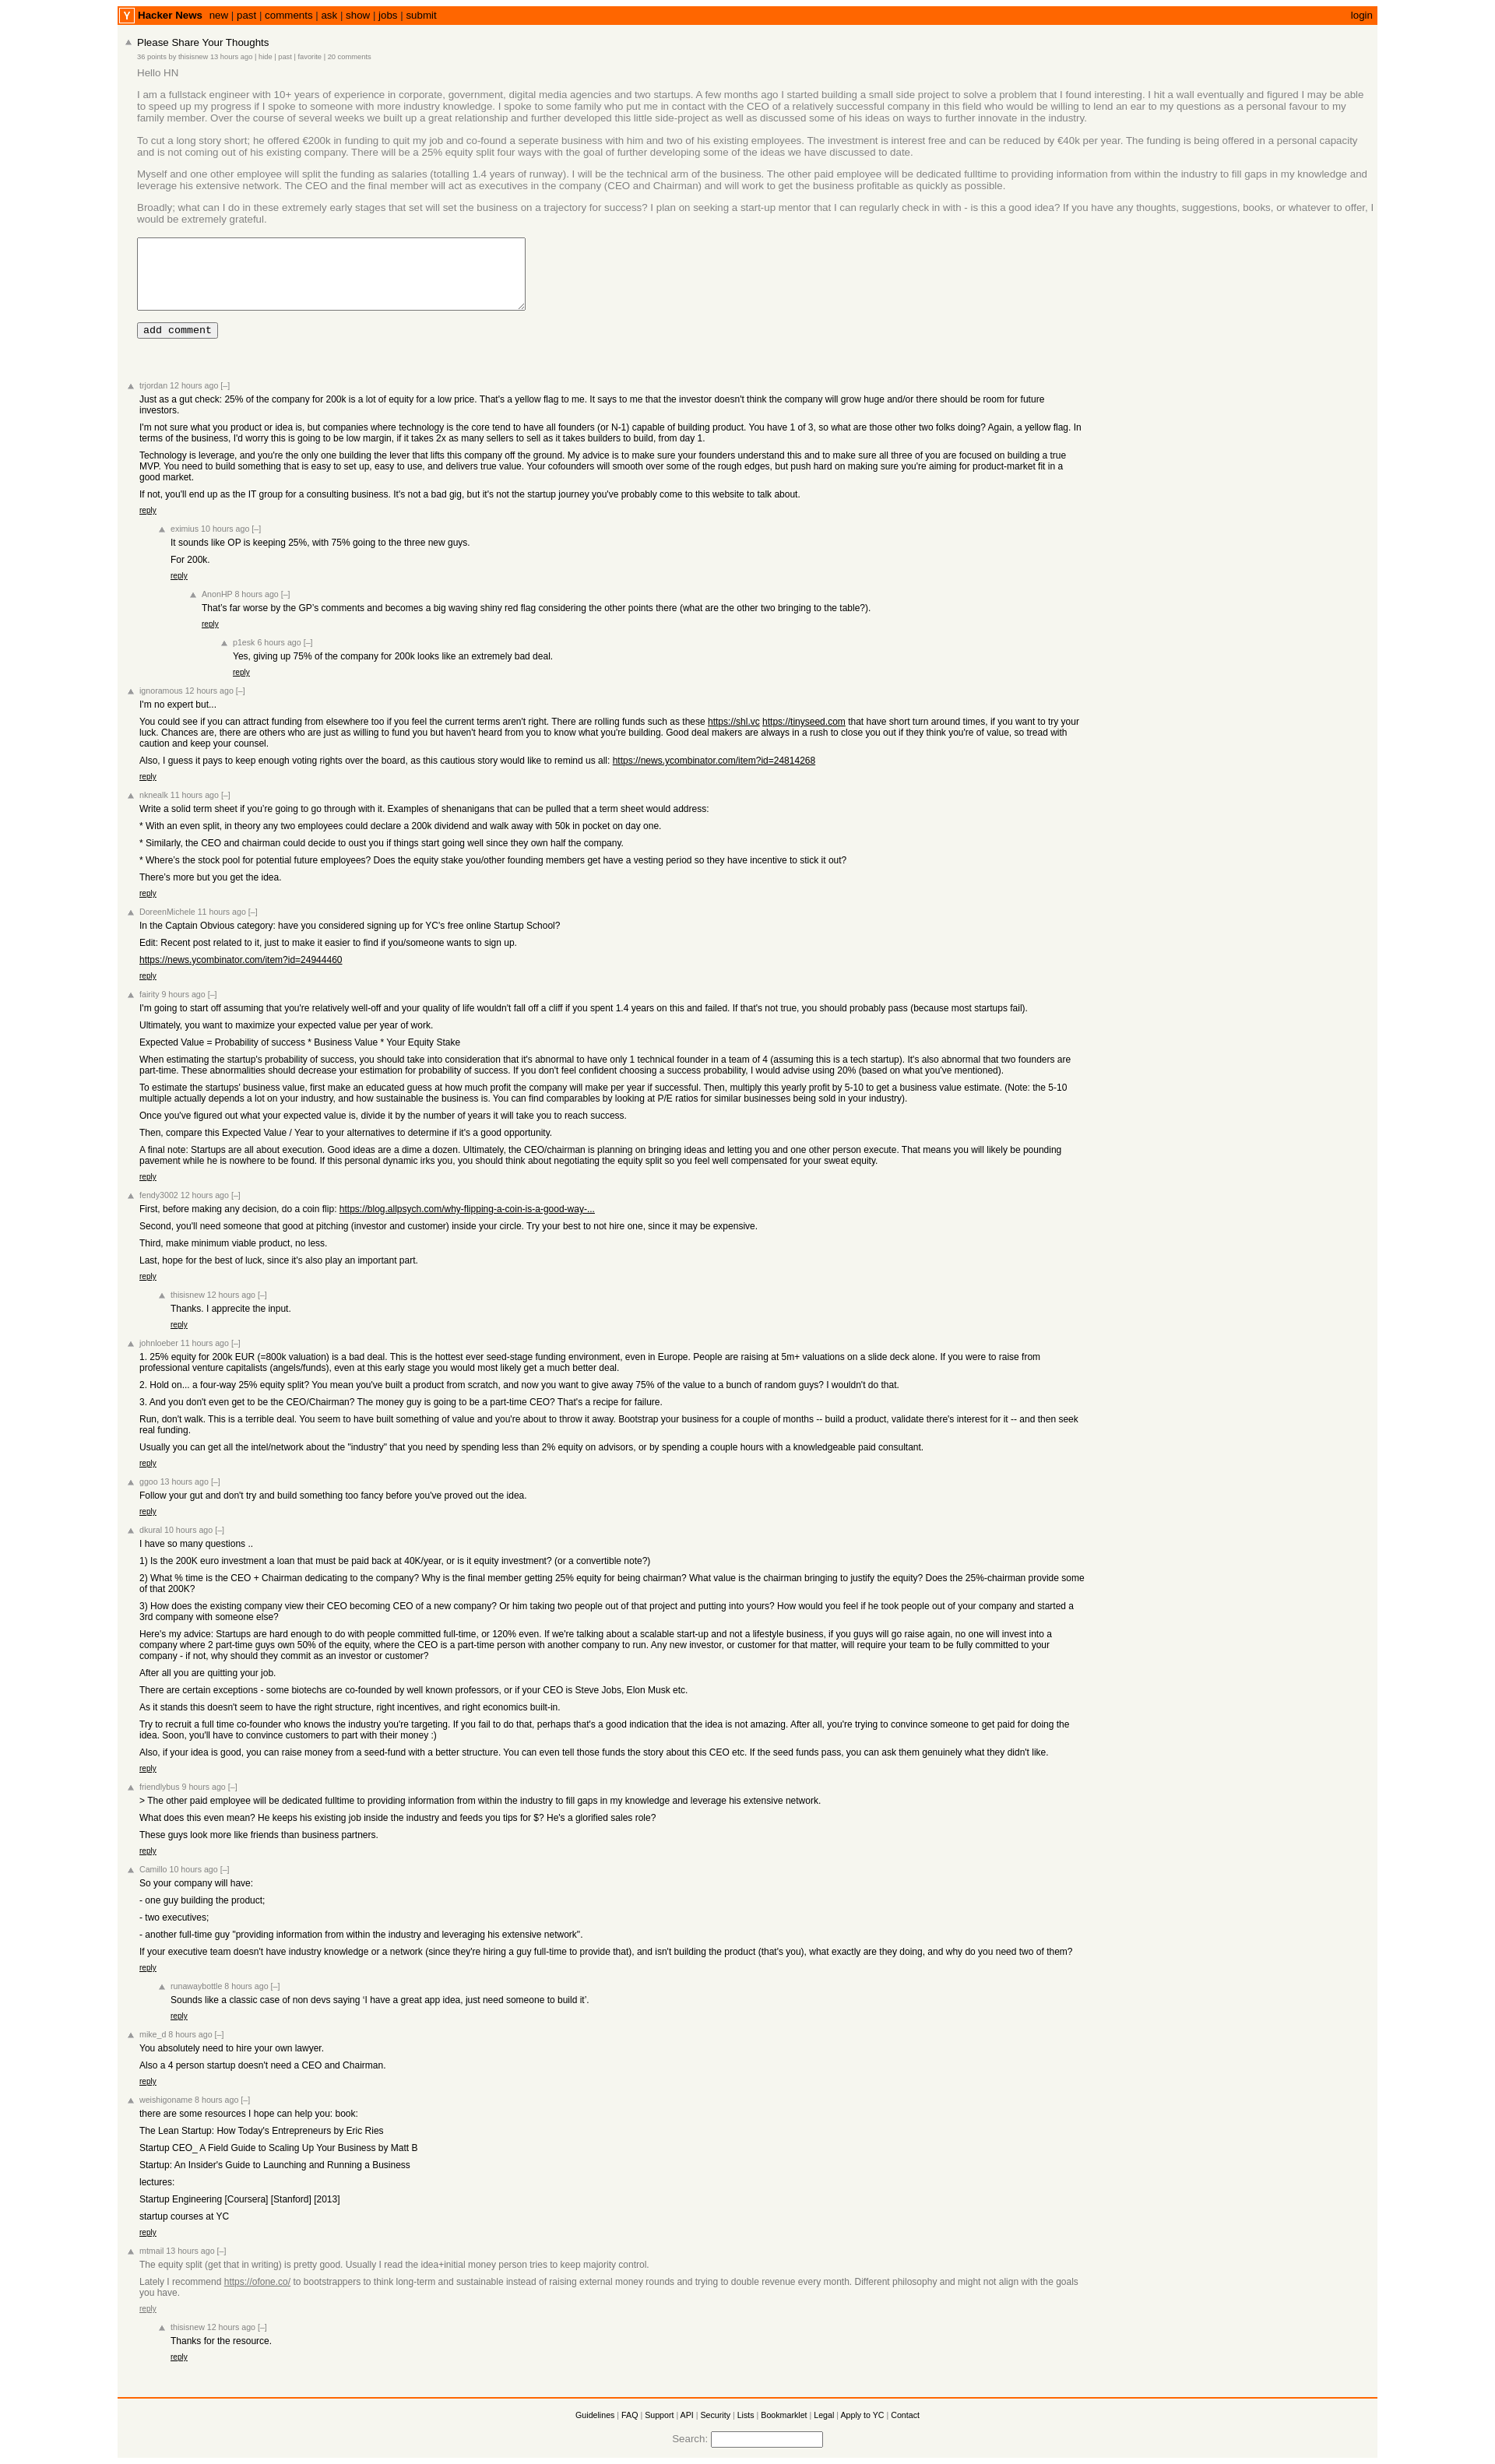 Y Hacker News new | past | comments | ask | show | jobs | submit login
Please Share Your Thoughts
36 points by thisisnew 13 hours ago | hide | past | favorite | 20 comments
Hello HN
I am a fullstack engineer with 10+ years of experience in corporate, government, digital media agencies and two startups. A few months ago I started building a small side project to solve a problem that I found interesting. I hit a wall eventually and figured I may be able
to speed up my progress if I spoke to someone with more industry knowledge. I spoke to some family who put me in contact with the CEO of a relatively successful company in this field who would be willing to lend an ear to my questions as a personal favour to my
family member. Over the course of several weeks we built up a great relationship and further developed this little side-project as well as discussed some of his ideas on ways to further innovate in the industry.
To cut a long story short; he offered €200k in funding to quit my job and co-found a seperate business with him and two of his existing employees. The investment is interest free and can be reduced by €40k per year. The funding is being offered in a personal capacity
and is not coming out of his existing company. There will be a 25% equity split four ways with the goal of further developing some of the ideas we have discussed to date.
Myself and one other employee will split the funding as salaries (totalling 1.4 years of runway). I will be the technical arm of the business. The other paid employee will be dedicated fulltime to providing information from within the industry to fill gaps in my knowledge and
leverage his extensive network. The CEO and the final member will act as executives in the company (CEO and Chairman) and will work to get the business profitable as quickly as possible.
Broadly; what can I do in these extremely early stages that set will set the business on a trajectory for success? I plan on seeking a start-up mentor that I can regularly check in with - is this a good idea? If you have any thoughts, suggestions, books, or whatever to offer, I
would be extremely grateful.
add comment
trjordan 12 hours ago [–]
Just as a gut check: 25% of the company for 200k is a lot of equity for a low price. That's a yellow flag to me. It says to me that the investor doesn't think the company will grow huge and/or there should be room for future
investors.
I'm not sure what you product or idea is, but companies where technology is the core tend to have all founders (or N-1) capable of building product. You have 1 of 3, so what are those other two folks doing? Again, a yellow flag. In
terms of the business, I'd worry this is going to be low margin, if it takes 2x as many sellers to sell as it takes builders to build, from day 1.
Technology is leverage, and you're the only one building the lever that lifts this company off the ground. My advice is to make sure your founders understand this and to make sure all three of you are focused on building a true
MVP. You need to build something that is easy to set up, easy to use, and delivers true value. Your cofounders will smooth over some of the rough edges, but push hard on making sure you're aiming for product-market fit in a
good market.
If not, you'll end up as the IT group for a consulting business. It's not a bad gig, but it's not the startup journey you've probably come to this website to talk about.
reply
eximius 10 hours ago [–]
It sounds like OP is keeping 25%, with 75% going to the three new guys.
For 200k.
reply
AnonHP 8 hours ago [–]
That's far worse by the GP's comments and becomes a big waving shiny red flag considering the other points there (what are the other two bringing to the table?).
reply
p1esk 6 hours ago [–]
Yes, giving up 75% of the company for 200k looks like an extremely bad deal.
reply
ignoramous 12 hours ago [–]
I'm no expert but...
You could see if you can attract funding from elsewhere too if you feel the current terms aren't right. There are rolling funds such as these https://shl.vc https://tinyseed.com that have short turn around times, if you want to try your
luck. Chances are, there are others who are just as willing to fund you but haven't heard from you to know what you're building. Good deal makers are always in a rush to close you out if they think you're of value, so tread with
caution and keep your counsel.
Also, I guess it pays to keep enough voting rights over the board, as this cautious story would like to remind us all: https://news.ycombinator.com/item?id=24814268
reply
nknealk 11 hours ago [–]
Write a solid term sheet if you're going to go through with it. Examples of shenanigans that can be pulled that a term sheet would address:
* With an even split, in theory any two employees could declare a 200k dividend and walk away with 50k in pocket on day one.
* Similarly, the CEO and chairman could decide to oust you if things start going well since they own half the company.
* Where's the stock pool for potential future employees? Does the equity stake you/other founding members get have a vesting period so they have incentive to stick it out?
There's more but you get the idea.
reply
DoreenMichele 11 hours ago [–]
In the Captain Obvious category: have you considered signing up for YC's free online Startup School?
Edit: Recent post related to it, just to make it easier to find if you/someone wants to sign up.
https://news.ycombinator.com/item?id=24944460
reply
fairity 9 hours ago [–]
I'm going to start off assuming that you're relatively well-off and your quality of life wouldn't fall off a cliff if you spent 1.4 years on this and failed. If that's not true, you should probably pass (because most startups fail).
Ultimately, you want to maximize your expected value per year of work.
Expected Value = Probability of success * Business Value * Your Equity Stake
When estimating the startup's probability of success, you should take into consideration that it's abnormal to have only 1 technical founder in a team of 4 (assuming this is a tech startup). It's also abnormal that two founders are
part-time. These abnormalities should decrease your estimation for probability of success. If you don't feel confident choosing a success probability, I would advise using 20% (based on what you've mentioned).
To estimate the startups' business value, first make an educated guess at how much profit the company will make per year if successful. Then, multiply this yearly profit by 5-10 to get a business value estimate. (Note: the 5-10
multiple actually depends a lot on your industry, and how sustainable the business is. You can find comparables by looking at P/E ratios for similar businesses being sold in your industry).
Once you've figured out what your expected value is, divide it by the number of years it will take you to reach success.
Then, compare this Expected Value / Year to your alternatives to determine if it's a good opportunity.
A final note: Startups are all about execution. Good ideas are a dime a dozen. Ultimately, the CEO/chairman is planning on bringing ideas and letting you and one other person execute. That means you will likely be pounding
pavement while he is nowhere to be found. If this personal dynamic irks you, you should think about negotiating the equity split so you feel well compensated for your sweat equity.
reply
fendy3002 12 hours ago [–]
First, before making any decision, do a coin flip: https://blog.allpsych.com/why-flipping-a-coin-is-a-good-way-...
Second, you'll need someone that good at pitching (investor and customer) inside your circle. Try your best to not hire one, since it may be expensive.
Third, make minimum viable product, no less.
Last, hope for the best of luck, since it's also play an important part.
reply
thisisnew 12 hours ago [–]
Thanks. I apprecite the input.
reply
johnloeber 11 hours ago [–]
1. 25% equity for 200k EUR (=800k valuation) is a bad deal. This is the hottest ever seed-stage funding environment, even in Europe. People are raising at 5m+ valuations on a slide deck alone. If you were to raise from
professional venture capitalists (angels/funds), even at this early stage you would most likely get a much better deal.
2. Hold on... a four-way 25% equity split? You mean you've built a product from scratch, and now you want to give away 75% of the value to a bunch of random guys? I wouldn't do that.
3. And you don't even get to be the CEO/Chairman? The money guy is going to be a part-time CEO? That's a recipe for failure.
Run, don't walk. This is a terrible deal. You seem to have built something of value and you're about to throw it away. Bootstrap your business for a couple of months -- build a product, validate there's interest for it -- and then seek
real funding.
Usually you can get all the intel/network about the "industry" that you need by spending less than 2% equity on advisors, or by spending a couple hours with a knowledgeable paid consultant.
reply
ggoo 13 hours ago [–]
Follow your gut and don't try and build something too fancy before you've proved out the idea.
reply
dkural 10 hours ago [–]
I have so many questions ..
1) Is the 200K euro investment a loan that must be paid back at 40K/year, or is it equity investment? (or a convertible note?)
2) What % time is the CEO + Chairman dedicating to the company? Why is the final member getting 25% equity for being chairman? What value is the chairman bringing to justify the equity? Does the 25%-chairman provide some
of that 200K?
3) How does the existing company view their CEO becoming CEO of a new company? Or him taking two people out of that project and putting into yours? How would you feel if he took people out of your company and started a
3rd company with someone else?
Here's my advice: Startups are hard enough to do with people committed full-time, or 120% even. If we're talking about a scalable start-up and not a lifestyle business, if you guys will go raise again, no one will invest into a
company where 2 part-time guys own 50% of the equity, where the CEO is a part-time person with another company to run. Any new investor, or customer for that matter, will require your team to be fully committed to your
company - if not, why should they commit as an investor or customer?
After all you are quitting your job.
There are certain exceptions - some biotechs are co-founded by well known professors, or if your CEO is Steve Jobs, Elon Musk etc.
As it stands this doesn't seem to have the right structure, right incentives, and right economics built-in.
Try to recruit a full time co-founder who knows the industry you're targeting. If you fail to do that, perhaps that's a good indication that the idea is not amazing. After all, you're trying to convince someone to get paid for doing the
idea. Soon, you'll have to convince customers to part with their money :)
Also, if your idea is good, you can raise money from a seed-fund with a better structure. You can even tell those funds the story about this CEO etc. If the seed funds pass, you can ask them genuinely what they didn't like.
reply
friendlybus 9 hours ago [–]
> The other paid employee will be dedicated fulltime to providing information from within the industry to fill gaps in my knowledge and leverage his extensive network.
What does this even mean? He keeps his existing job inside the industry and feeds you tips for $? He's a glorified sales role?
These guys look more like friends than business partners.
reply
Camillo 10 hours ago [–]
So your company will have:
- one guy building the product;
- two executives;
- another full-time guy "providing information from within the industry and leveraging his extensive network".
If your executive team doesn't have industry knowledge or a network (since they're hiring a guy full-time to provide that), and isn't building the product (that's you), what exactly are they doing, and why do you need two of them?
reply
runawaybottle 8 hours ago [–]
Sounds like a classic case of non devs saying ‘I have a great app idea, just need someone to build it’.
reply
mike_d 8 hours ago [–]
You absolutely need to hire your own lawyer.
Also a 4 person startup doesn't need a CEO and Chairman.
reply
weishigoname 8 hours ago [–]
there are some resources I hope can help you: book:
The Lean Startup: How Today's Entrepreneurs by Eric Ries
Startup CEO_ A Field Guide to Scaling Up Your Business by Matt B
Startup: An Insider's Guide to Launching and Running a Business
lectures:
Startup Engineering [Coursera] [Stanford] [2013]
startup courses at YC
reply
mtmail 13 hours ago [–]
The equity split (get that in writing) is pretty good. Usually I read the idea+initial money person tries to keep majority control.
Lately I recommend https://ofone.co/ to bootstrappers to think long-term and sustainable instead of raising external money rounds and trying to double revenue every month. Different philosophy and might not align with the goals
you have.
reply
thisisnew 12 hours ago [–]
Thanks for the resource.
reply
Guidelines | FAQ | Support | API | Security | Lists | Bookmarklet | Legal | Apply to YC | Contact
Search: